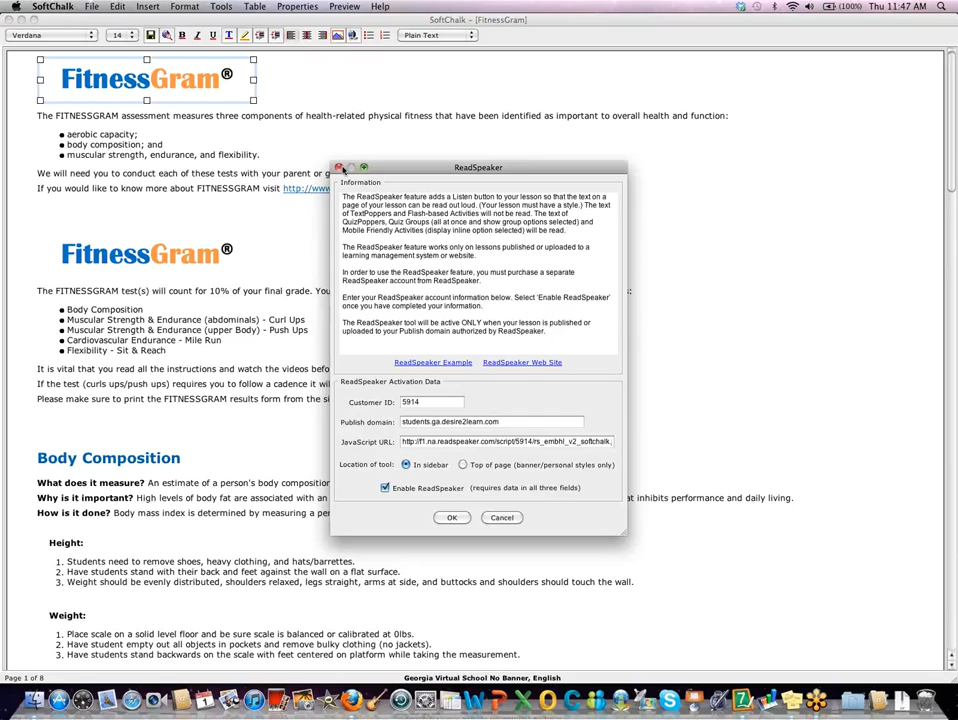 SoftChalk File Edit Insert Format Tools Table Properties Preview Help (100%) Thu 11:47 AM
SoftChalk - [FitnessGram]
Verdana 14 B I U T Plain Text
FitnessGram®
The FITNESSGRAM assessment measures three components of health-related physical fitness that have been identified as important to overall health and function:
● aerobic capacity;
● body composition; and
● muscular strength, endurance, and flexibility.
We will need you to conduct each of these tests with your parent or g
If you would like to know more about FITNESSGRAM visit http://www
FitnessGram®
The FITNESSGRAM test(s) will count for 10% of your final grade. You s:
● Body Composition
● Muscular Strength & Endurance (abdominals) - Curl Ups
● Muscular Strength & Endurance (upper Body) - Push Ups
● Cardiovascular Endurance - Mile Run
● Flexibility - Sit & Reach
It is vital that you read all the instructions and watch the videos befo
If the test (curls ups/push ups) requires you to follow a cadence it wil
Please make sure to print the FITNESSGRAM results form from the si
Body Composition
What does it measure? An estimate of a person's body composition
Why is it important? High levels of body fat are associated with an at inhibits performance and daily living.
How is it done? Body mass index is determined by measuring a pe
Height:
1. Students need to remove shoes, heavy clothing, and hats/barrettes.
2. Have students stand with their back and feet against the wall on a flat surface.
3. Weight should be evenly distributed, shoulders relaxed, legs straight, arms at side, and buttocks and shoulders should touch the wall.
Weight:
1. Place scale on a solid level floor and be sure scale is balanced or calibrated at 0lbs.
2. Have student empty out all objects in pockets and remove bulky clothing (no jackets).
3. Have students stand backwards on the scale with feet centered on platform while taking the measurement.
Page 1 of 8 Georgia Virtual School No Banner, English
ReadSpeaker
Information
The ReadSpeaker feature adds a Listen button to your lesson so that the text on a
page of your lesson can be read out loud. (Your lesson must have a style.) The text
of TextPoppers and Flash-based Activities will not be read. The text of
QuizPoppers, Quiz Groups (all at once and show group options selected) and
Mobile Friendly Activities (display inline option selected) will be read.
The ReadSpeaker feature works only on lessons published or uploaded to a
learning management system or website.
In order to use the ReadSpeaker feature, you must purchase a separate
ReadSpeaker account from ReadSpeaker.
Enter your ReadSpeaker account information below. Select 'Enable ReadSpeaker'
once you have completed your information.
The ReadSpeaker tool will be active ONLY when your lesson is published or
uploaded to your Publish domain authorized by ReadSpeaker.
ReadSpeaker Example ReadSpeaker Web Site
ReadSpeaker Activation Data
Customer ID: 5914
Publish domain: students.ga.desire2learn.com
JavaScript URL: http://f1.na.readspeaker.com/script/5914/rs_embhl_v2_softchalk.
Location of tool: In sidebar Top of page (banner/personal styles only)
Enable ReadSpeaker (requires data in all three fields)
OK Cancel